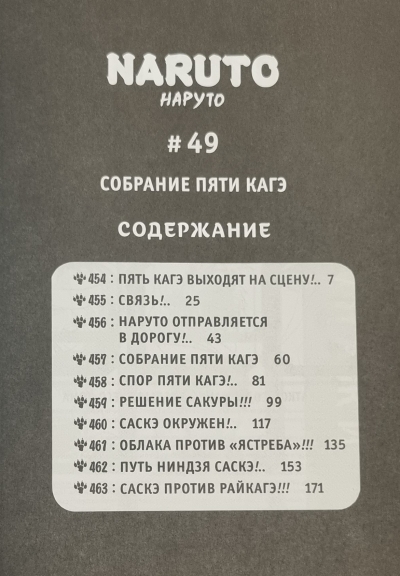 NARUTO
НАРУТО
# 49
СОБРАНИЕ ПЯТИ КАГЭ
СОДЕРЖАНИЕ
454 : ПЯТЬ КАГЭ ВЫХОДЯТ НА СЦЕНУ!.. 7
455 : СВЯЗЬ!.. 25
456 : НАРУТО ОТПРАВЛЯЕТСЯ
В ДОРОГУ!.. 43
457 : СОБРАНИЕ ПЯТИ КАГЭ 60
458 : СПОР ПЯТИ КАГЭ!.. 81
459 : РЕШЕНИЕ САКУРЫ!!! 99
460 : САСКЭ ОКРУЖЕН!.. 117
461 : ОБЛАКА ПРОТИВ «ЯСТРЕБА»!!! 135
462 : ПУТЬ НИНДЗЯ САСКЭ!.. 153
463 : САСКЭ ПРОТИВ РАЙКАГЭ!!! 171